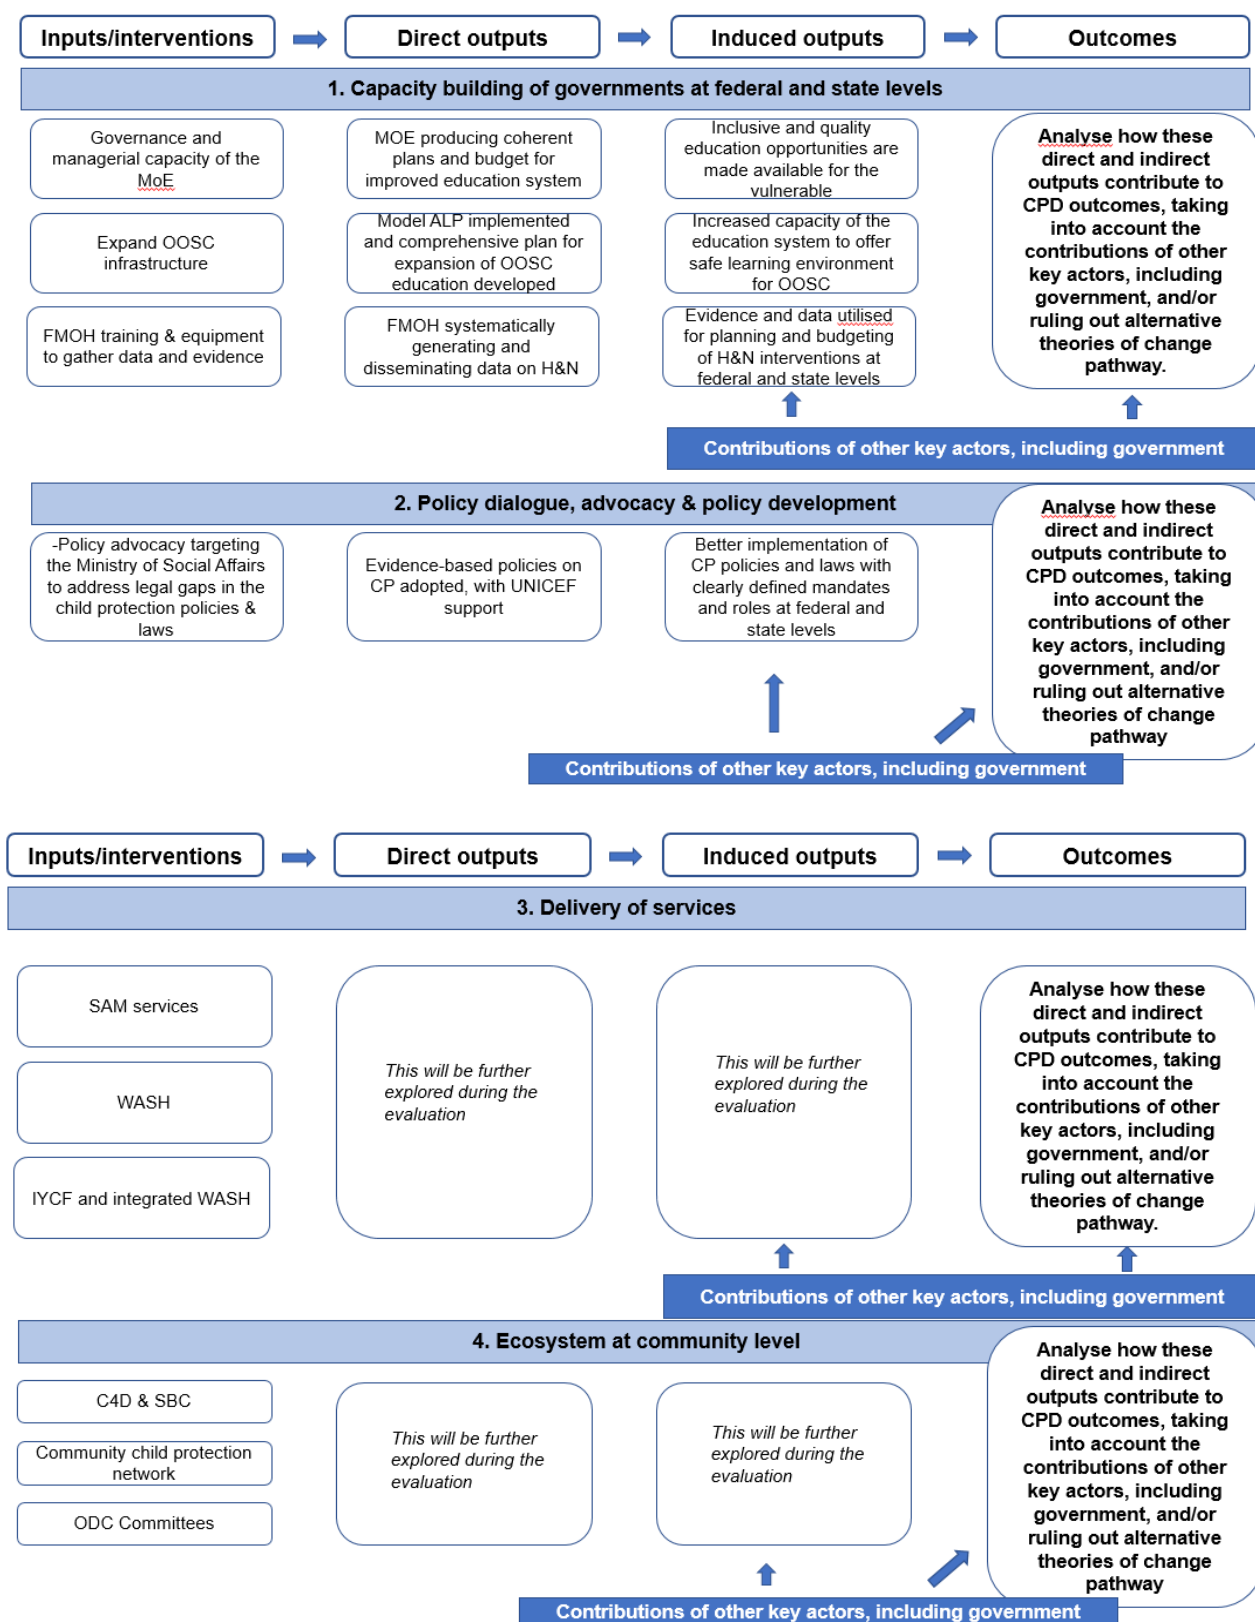 Inputs/interventions
Direct outputs
Induced outputs
Outcomes
1. Capacity building of governments at federal and state levels
Governance and
managerial capacity of the
MoE
MOE producing coherent
plans and budget for
improved education system
Inclusive and quality
education opportunities are
made available for the
vulnerable
Expand OOSC
infrastructure
Model ALP implemented
and comprehensive plan for
expansion of OOSC
education developed
Increased capacity of the
education system to offer
safe learning environment
for OOSC
FMOH training & equipment
to gather data and evidence
FMOH systematically
generating and
disseminating data on H&N
Evidence and data utilised
for planning and budgeting
of H&N interventions at
federal and state levels
Analyse how these
direct and indirect
outputs contribute to
CPD outcomes, taking
into account the
contributions of other
key actors, including
government, and/or
ruling out alternative
theories of change
pathway.
Contributions of other key actors, including government
2. Policy dialogue, advocacy & policy development
-Policy advocacy targeting
the Ministry of Social Affairs
to address legal gaps in the
child protection policies &
laws
Evidence-based policies on
CP adopted, with UNICEF
support
Better implementation of
CP policies and laws with
clearly defined mandates
and roles at federal and
state levels
Analyse how these
direct and indirect
outputs contribute to
CPD outcomes, taking
into account the
contributions of other
key actors, including
government, and/or
ruling out alternative
theories of change
pathway
Contributions of other key actors, including government
Inputs/interventions
Direct outputs
Induced outputs
Outcomes
3. Delivery of services
SAM services
WASH
IYCF and integrated WASH
This will be further
explored during the
evaluation
This will be further
explored during the
evaluation
Analyse how these
direct and indirect
outputs contribute to
CPD outcomes, taking
into account the
contributions of other
key actors, including
government, and/or
ruling out alternative
theories of change
pathway.
Contributions of other key actors, including government
4. Ecosystem at community level
C4D & SBC
Community child protection
network
ODC Committees
This will be further
explored during the
evaluation
This will be further
explored during the
evaluation
Analyse how these
direct and indirect
outputs contribute to
CPD outcomes, taking
into account the
contributions of other
key actors, including
government, and/or
ruling out alternative
theories of change
pathway
Contributions of other key actors, including government